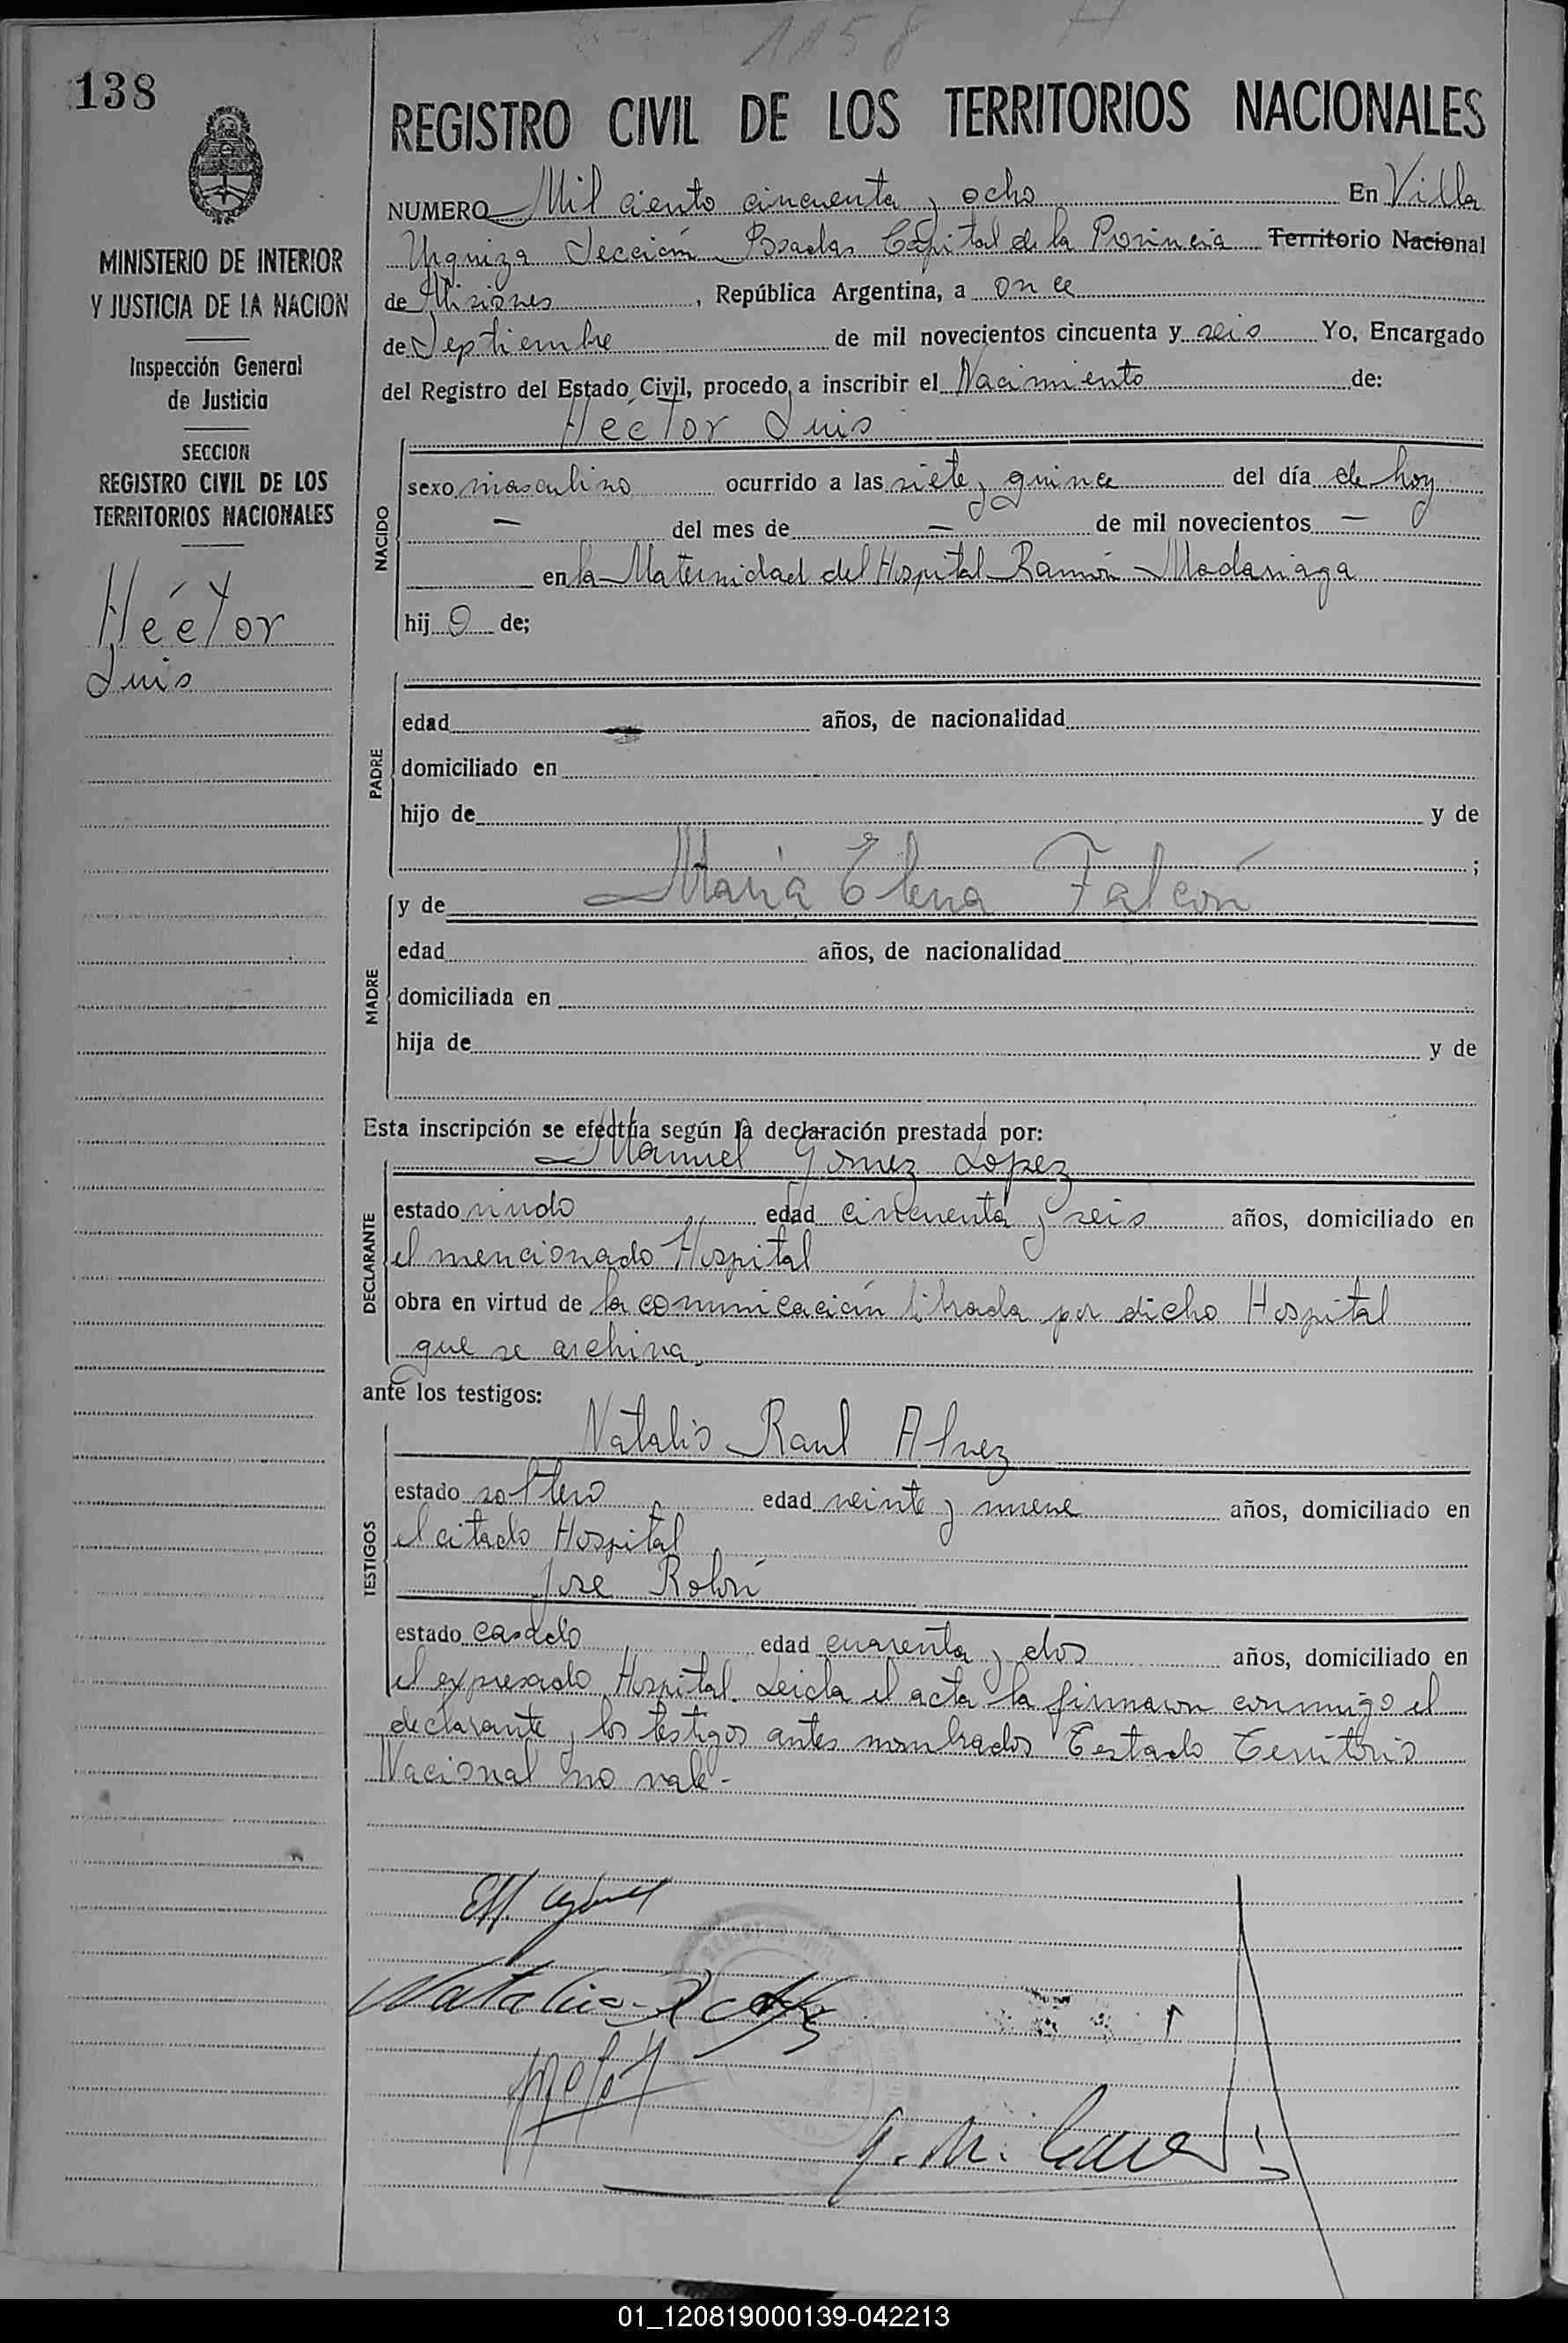 1158
138
REGISTRO CIVIL DE LOS TERRITORIOS NACIONALES
MINISTERIO DE INTERIOR
Y JUSTICIA DE LA NACION
Inspección General
de Justicia
SECCION
REGISTRO CIVIL DE LOS
TERRITORIOS NACIONALES
Héctor
Luis
NUMERO Mil ciento cincuenta y ocho En Villa
Urquiza Sección Posadas Capital de la Provincia Territorio Nacional
de Misiones, República Argentina, a once
de Septiembre de mil novecientos cincuenta y seis Yo, Encargado
del Registro del Estado Civil, procedo a inscribir el Nacimiento de:
Héctor Luis
NACIDO
sexo masculino ocurrido a las siete y quince del día de hoy
— del mes de — de mil novecientos —
en la Maternidad del Hospital Ramón Madariaga
hij o de;
PADRE
edad — años, de nacionalidad
domiciliado en
hijo de y de
;
MADRE
y de María Elena Falcón
edad años, de nacionalidad
domiciliada en
hija de y de
Esta inscripción se efectúa según la declaración prestada por:
Manuel Gomez Lopez
DECLARANTE
estado viudo edad cincuenta y seis años, domiciliado en
el mencionado Hospital
obra en virtud de la comunicación librada por dicho Hospital
que se archiva.
ante los testigos:
TESTIGOS
Natalio Raul Alvez
estado soltero edad veinte y nueve años, domiciliado en
el citado Hospital
Jose Rolón
estado casado edad cuarenta y dos años, domiciliado en
el expresado Hospital. Leida el acta la firmaron conmigo el
declarante y los testigos antes nombrados Testado Territorio
Nacional no vale-
01_120819000139-042213